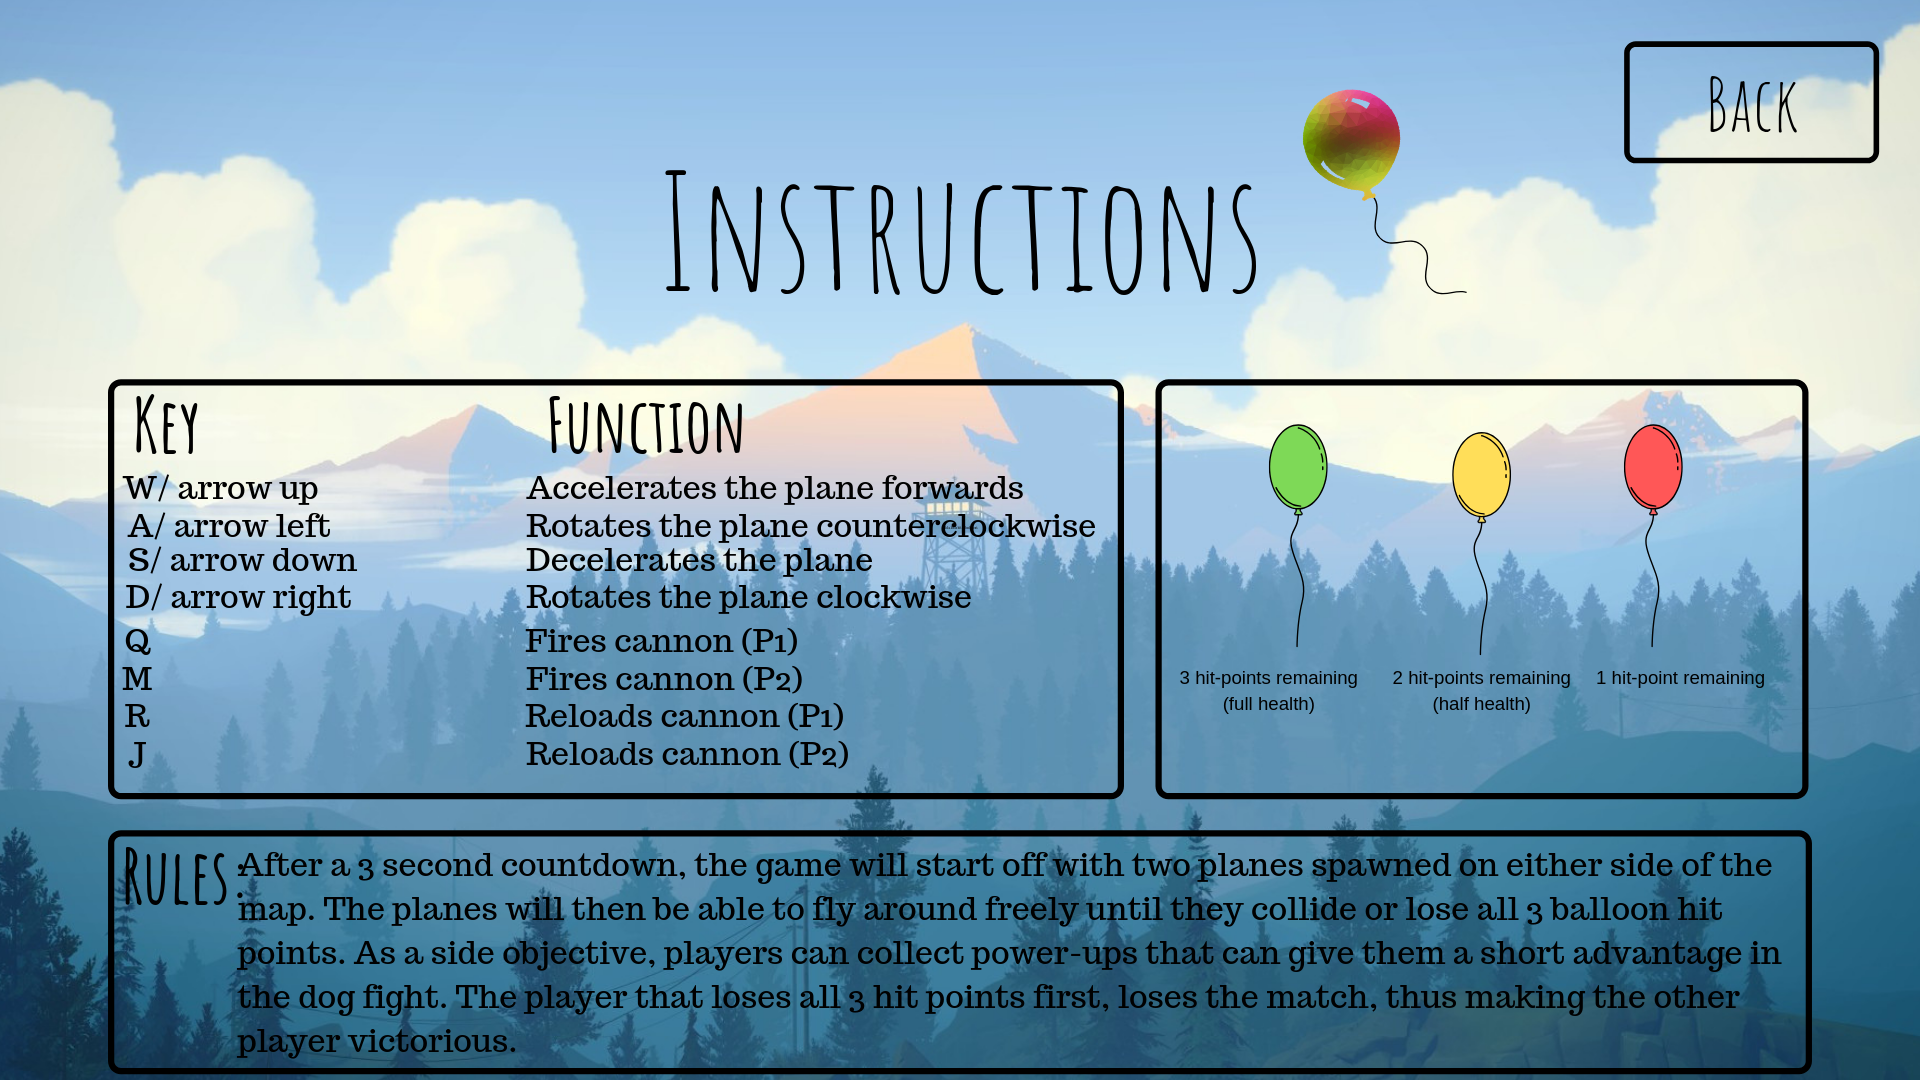 Back
Instructions
Key Function
W/ arrow up Accelerates the plane forwards
A/ arrow left Rotates the plane counterclockwise
S/ arrow down Decelerates the plane
D/ arrow right Rotates the plane clockwise
Q Fires cannon (P1)
M Fires cannon (P2)
R Reloads cannon (P1)
J Reloads cannon (P2)
3 hit-points remaining
(full health)
2 hit-points remaining
(half health)
1 hit-point remaining
Rules:
After a 3 second countdown, the game will start off with two planes spawned on either side of the
map. The planes will then be able to fly around freely until they collide or lose all 3 balloon hit
points. As a side objective, players can collect power-ups that can give them a short advantage in
the dog fight. The player that loses all 3 hit points first, loses the match, thus making the other
player victorious.